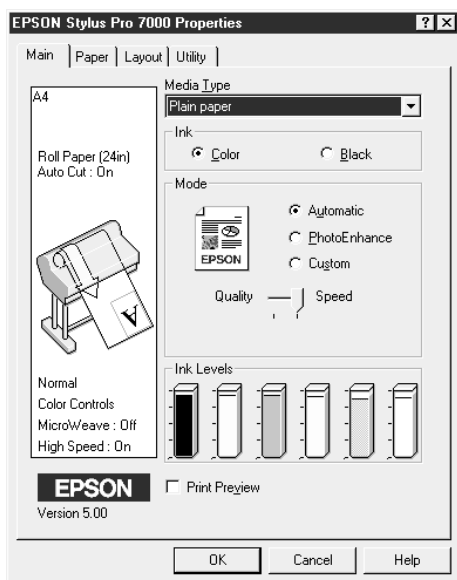 EPSON Stylus Pro 7000 Properties
Main
Paper
Layout
Utility
A4
Roll Paper (24in)
Auto Cut : On
A
Normal
Color Controls
MicroWeave : Off
High Speed : On
EPSON
Version 5.00
Media Type
Plain paper
Ink
Color
Black
Mode
EPSON
Automatic
PhotoEnhance
Custom
Quality
Speed
Ink Levels
Print Preview
OK
Cancel
Help